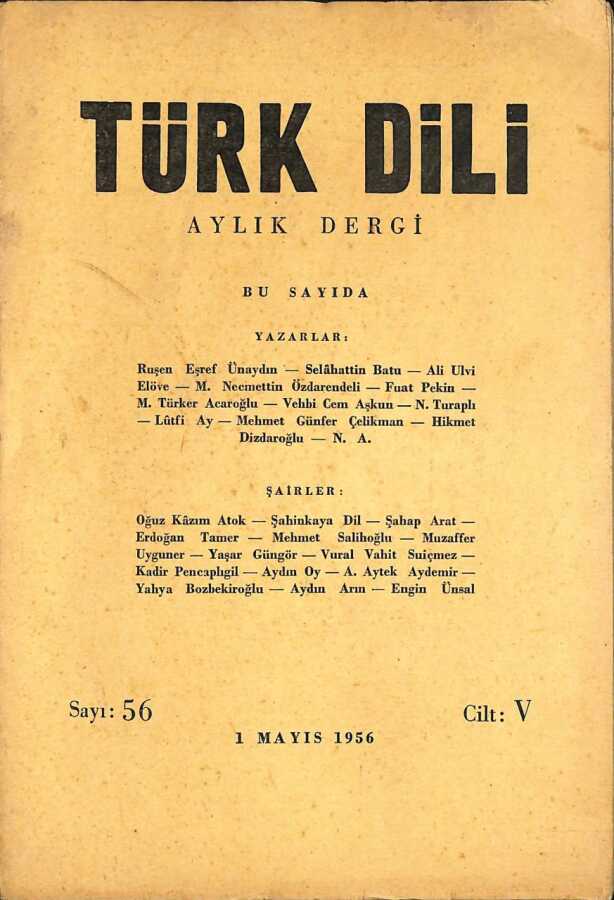 TÜRK DİLİ
AYLIK DERGİ
BU SAYIDA
YAZARLAR:
Ruşen Eşref Ünaydın — Selâhattin Batu — Ali Ulvi
Elöve — M. Necmettin Özdarendeli — Fuat Pekin —
M. Türker Acaroğlu — Vehbi Cem Aşkun — N. Turaplı
— Lûtfi Ay — Mehmet Günfer Çelikman — Hikmet
Dizdaroğlu — N. A.
ŞAİRLER:
Oğuz Kâzım Atok — Şahinkaya Dil — Şahap Arat —
Erdoğan Tamer — Mehmet Salihoğlu — Muzaffer
Uyguner — Yaşar Güngör — Vural Vahit Suiçmez —
Kadir Pencaplıgil — Aydın Oy — A. Aytek Aydemir —
Yahya Bozbekiroğlu — Aydın Arın — Engin Ünsal
Sayı: 56
Cilt: V
1 MAYIS 1956